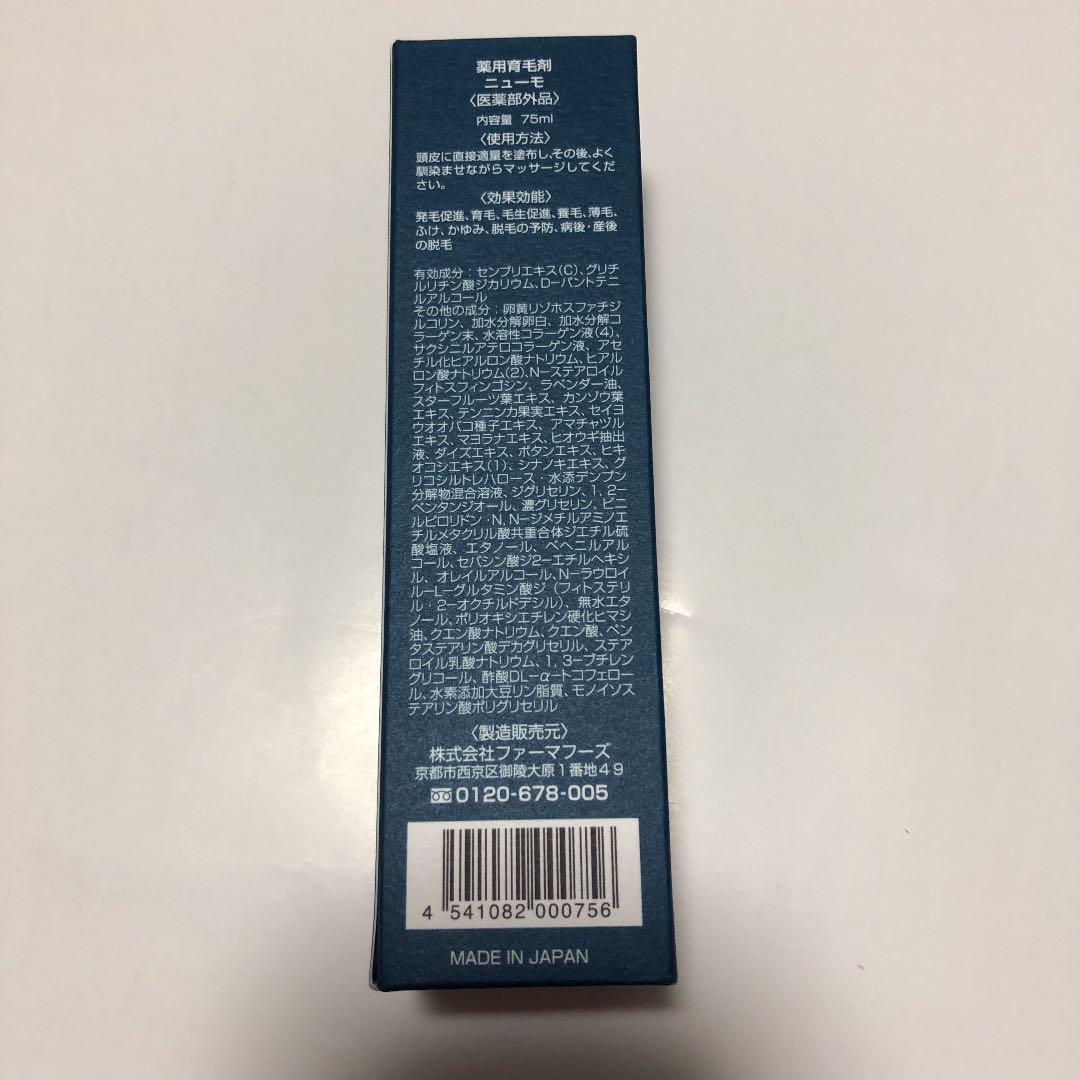 薬用育毛剤
ニューモ
〈医薬部外品〉
内容量 75ml
〈使用方法〉
頭皮に直接適量を塗布し、その後、よく
馴染ませながらマッサージしてくだ
さい。
〈効果効能〉
発毛促進、育毛、毛生促進、養毛、薄毛、
ふけ、かゆみ、脱毛の予防、病後・産後
の脱毛
有効成分：センブリエキス(C)、グリチ
ルリチン酸ジカリウム、D−パントテニ
ルアルコール
その他の成分：卵黄リゾホスファチジ
ルコリン、加水分解卵白、加水分解コ
ラーゲン末、水溶性コラーゲン液(4)、
サクシニルアテロコラーゲン液、アセ
チル化ヒアルロン酸ナトリウム、ヒアル
ロン酸ナトリウム(2)、N−ステアロイル
フィトスフィンゴシン、ラベンダー油、
スターフルーツ葉エキス、カンゾウ葉
エキス、テンニンカ果実エキス、セイヨ
ウオオバコ種子エキス、アマチャヅル
エキス、マヨラナエキス、ヒオウギ抽出
液、ダイズエキス、ボタンエキス、ヒキ
オコシエキス(1)、シナノキエキス、グ
リコシルトレハロース・水添デンプン
分解物混合溶液、ジグリセリン、1，2−
ペンタンジオール、濃グリセリン、ビニ
ルピロリドン・N，N−ジメチルアミノエ
チルメタクリル酸共重合体ジエチル硫
酸塩液、エタノール、ベヘニルアル
コール、セバシン酸ジ2−エチルヘキシ
ル、オレイルアルコール、N−ラウロイ
ル−L−グルタミン酸ジ（フィトステリ
ル・2−オクチルドデシル）、無水エタ
ノール、ポリオキシエチレン硬化ヒマシ
油、クエン酸ナトリウム、クエン酸、ペン
タステアリン酸デカグリセリル、ステア
ロイル乳酸ナトリウム、1，3−ブチレン
グリコール、酢酸DL−α−トコフェロー
ル、水素添加大豆リン脂質、モノイソス
テアリン酸ポリグリセリル
〈製造販売元〉
株式会社ファーマフーズ
京都市西京区御陵大原1番地49
0120-678-005
4 541082 000756
MADE IN JAPAN